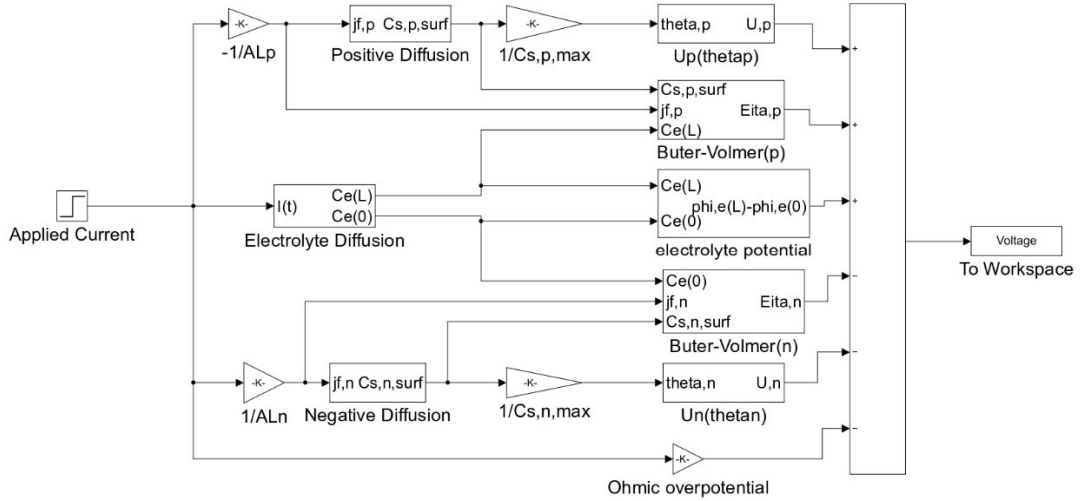 -K-
-1/ALp
jf,p Cs,p,surf
Positive Diffusion
-K-
1/Cs,p,max
theta,p U,p
Up(thetap)
+
Cs,p,surf
jf,p Eita,p
Ce(L)
Buter-Volmer(p)
+
Applied Current
I(t) Ce(L)
Ce(0)
Electrolyte Diffusion
Ce(L)
phi,e(L)-phi,e(0)
Ce(0)
electrolyte potential
+
Voltage
To Workspace
Ce(0)
jf,n Eita,n
Cs,n,surf
Buter-Volmer(n)
−
-K-
1/ALn
jf,n Cs,n,surf
Negative Diffusion
-K-
1/Cs,n,max
theta,n U,n
Un(thetan)
−
-K-
Ohmic overpotential
−